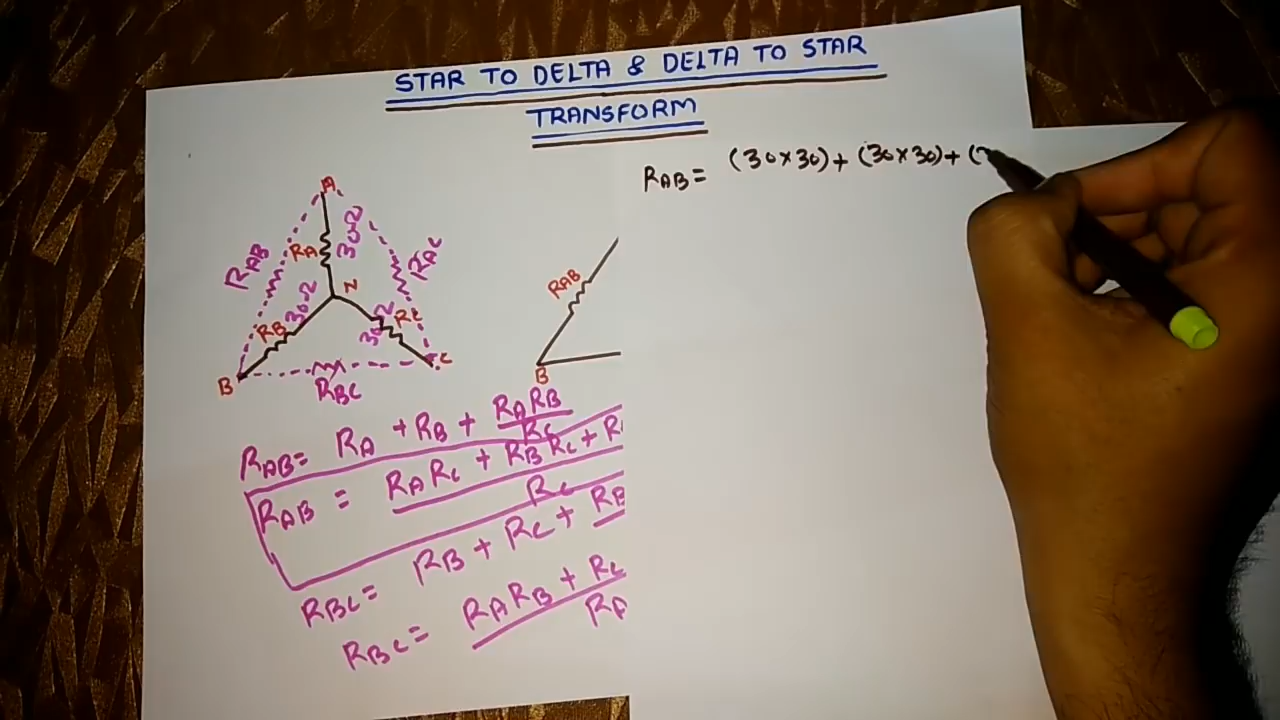 STAR TO DELTA & DELTA TO STAR
TRANSFORM
RAB = (30×30) + (30×30) + (
A
RAB
RA
30Ω
RAC
N
RB
30Ω
30Ω
RC
B
C
RBC
RAB
B
RAB = RA + RB + RARB
RC
RAB = RARC + RBRC +
RC
RBC = RB + RC + RB
RBC = RARB + RC
RA